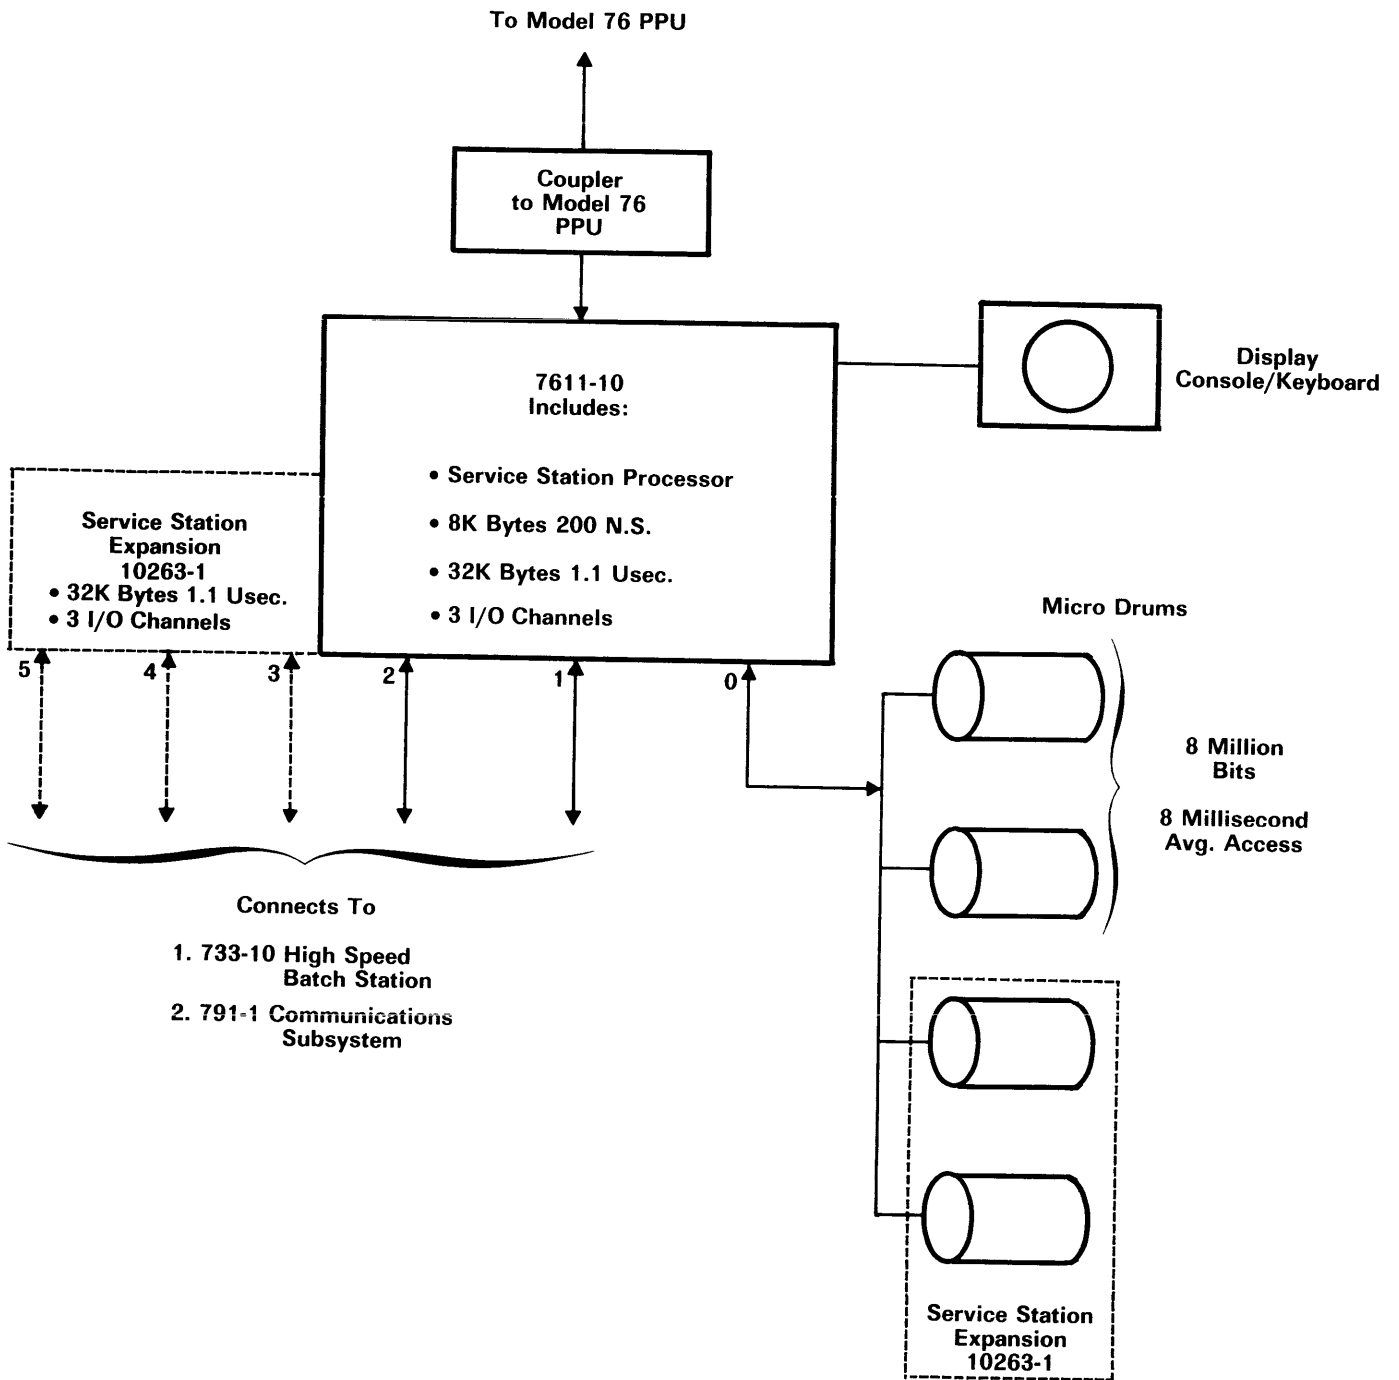 To Model 76 PPU
Coupler
to Model 76
PPU
7611-10
Includes:
• Service Station Processor
• 8K Bytes 200 N.S.
• 32K Bytes 1.1 Usec.
• 3 I/O Channels
Display
Console/Keyboard
Service Station
Expansion
10263-1
• 32K Bytes 1.1 Usec.
• 3 I/O Channels
5
4
3
2
1
0
Micro Drums
8 Million
Bits
8 Millisecond
Avg. Access
Connects To
1. 733-10 High Speed
Batch Station
2. 791-1 Communications
Subsystem
Service Station
Expansion
10263-1